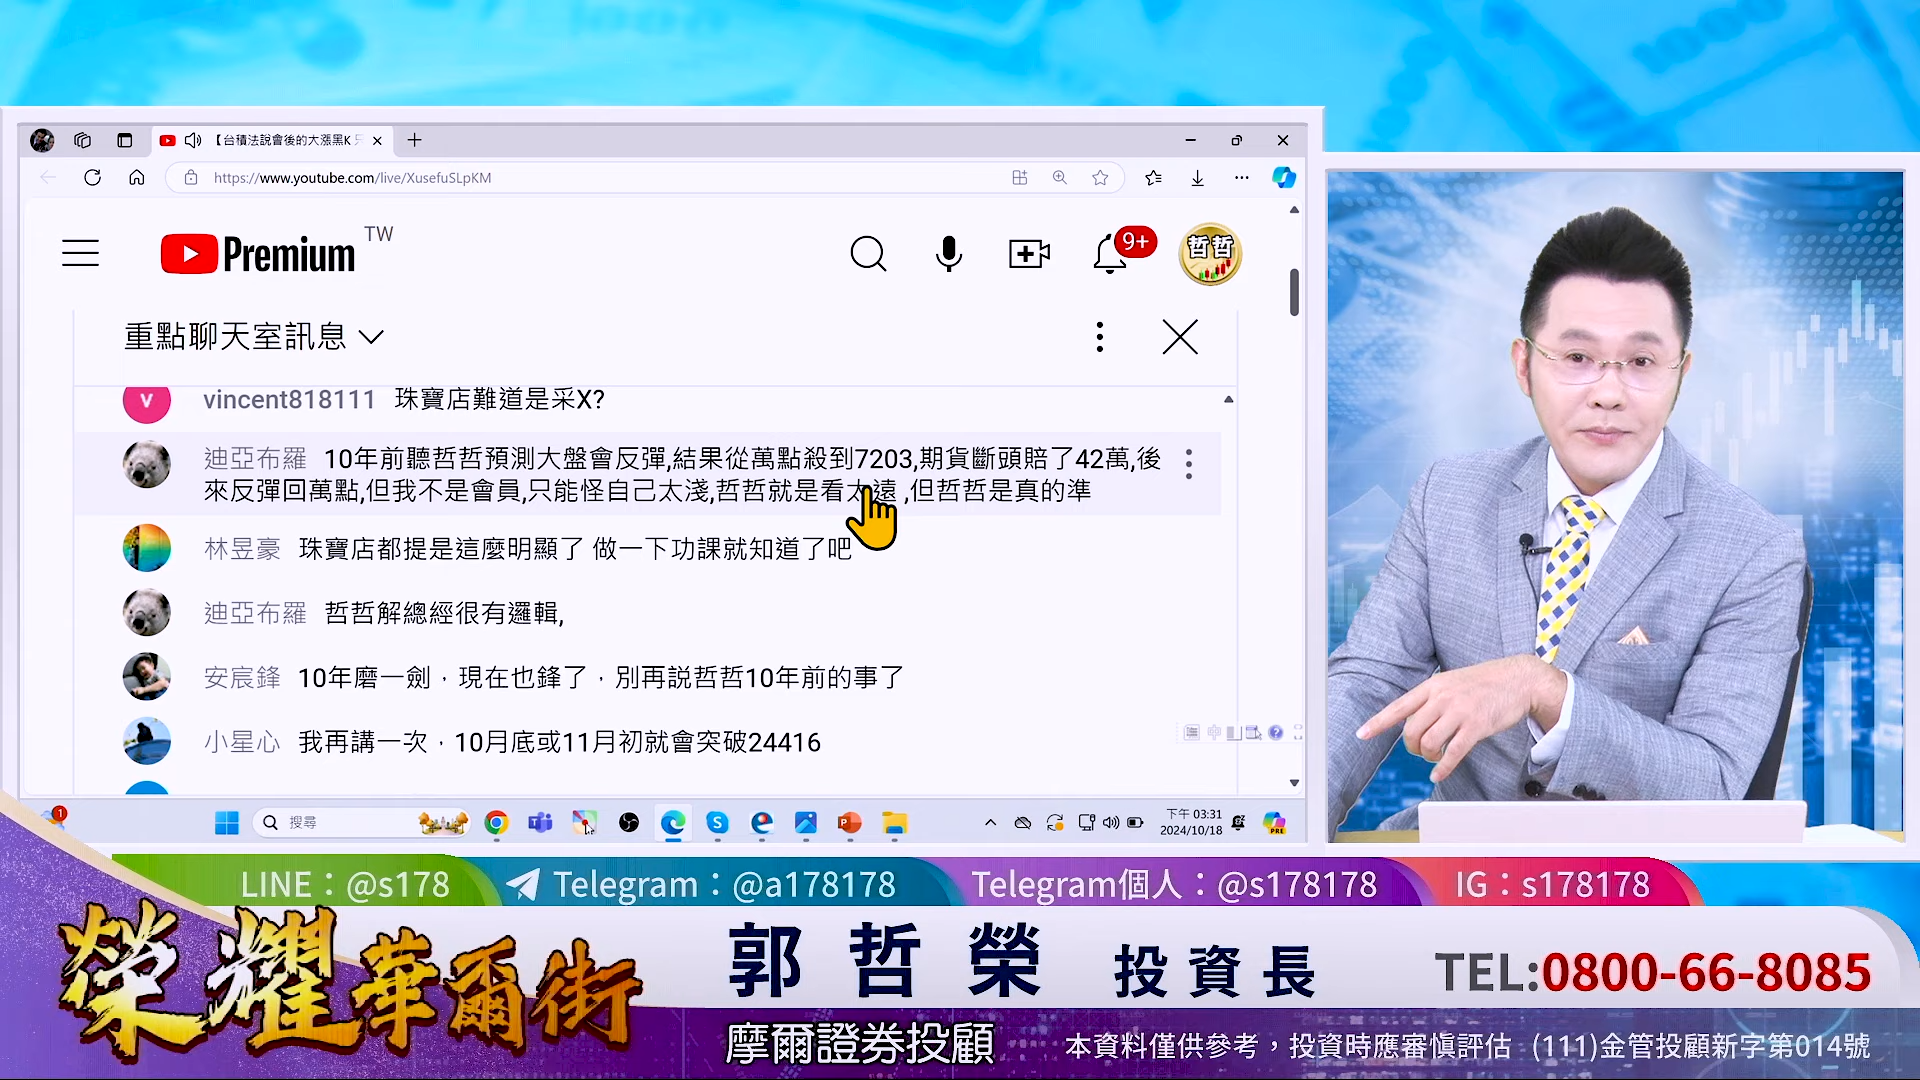 【台積法說會後的大漲黑K
https://www.youtube.com/live/XusefuSLpKM
Premium TW
9+
哲哲
重點聊天室訊息
V
vincent818111 珠寶店難道是采X?
迪亞布羅 10年前聽哲哲預測大盤會反彈,結果從萬點殺到7203,期貨斷頭賠了42萬,後
來反彈回萬點,但我不是會員,只能怪自己太淺,哲哲就是看太遠 ,但哲哲是真的準
林昱豪 珠寶店都提是這麼明顯了 做一下功課就知道了吧
迪亞布羅 哲哲解總經很有邏輯,
安宸鋒 10年磨一劍，現在也鋒了，別再説哲哲10年前的事了
小星心 我再講一次，10月底或11月初就會突破24416
1
搜尋
下午 03:31
2024/10/18
LINE：@s178
Telegram：@a178178
Telegram個人：@s178178
IG：s178178
榮耀華爾街
郭哲榮 投資長
TEL:0800-66-8085
摩爾證券投顧
本資料僅供參考，投資時應審慎評估 (111)金管投顧新字第014號